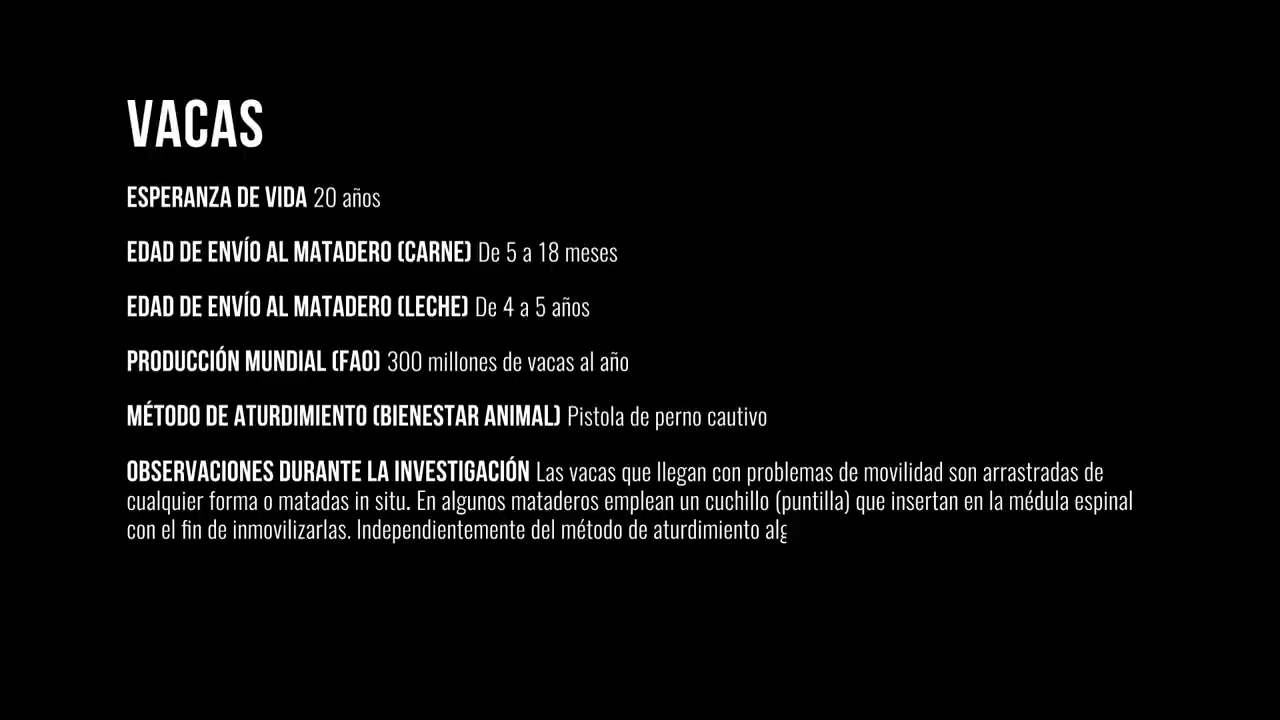 VACAS
ESPERANZA DE VIDA 20 años
EDAD DE ENVÍO AL MATADERO (CARNE) De 5 a 18 meses
EDAD DE ENVÍO AL MATADERO (LECHE) De 4 a 5 años
PRODUCCIÓN MUNDIAL (FAO) 300 millones de vacas al año
MÉTODO DE ATURDIMIENTO (BIENESTAR ANIMAL) Pistola de perno cautivo
OBSERVACIONES DURANTE LA INVESTIGACIÓN Las vacas que llegan con problemas de movilidad son arrastradas de
cualquier forma o matadas in situ. En algunos mataderos emplean un cuchillo (puntilla) que insertan en la médula espinal
con el fin de inmovilizarlas. Independientemente del método de aturdimiento